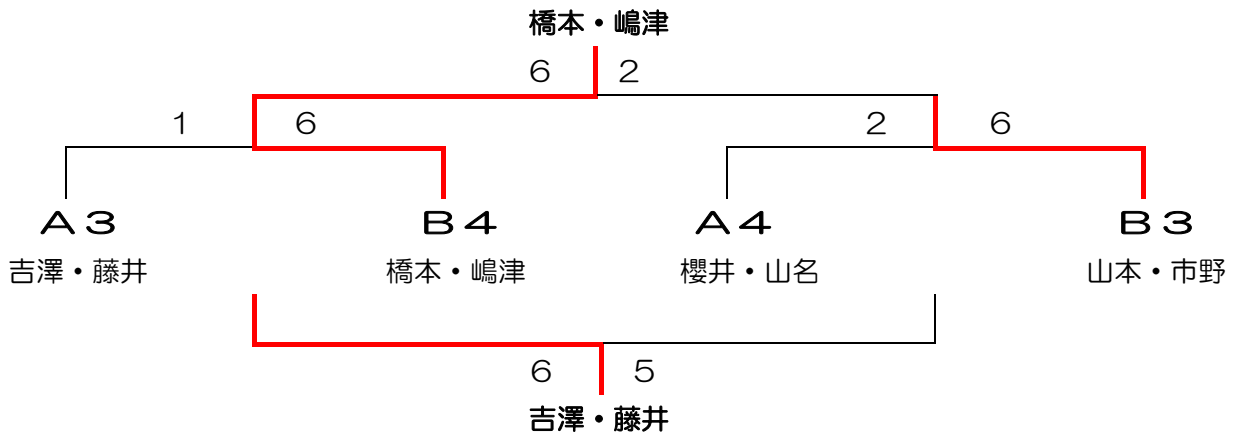 橋本・嶋津
６ ２
１ ６ ２ ６
Ａ３ Ｂ４ Ａ４ Ｂ３
吉澤・藤井 橋本・嶋津 櫻井・山名 山本・市野
６ ５
吉澤・藤井